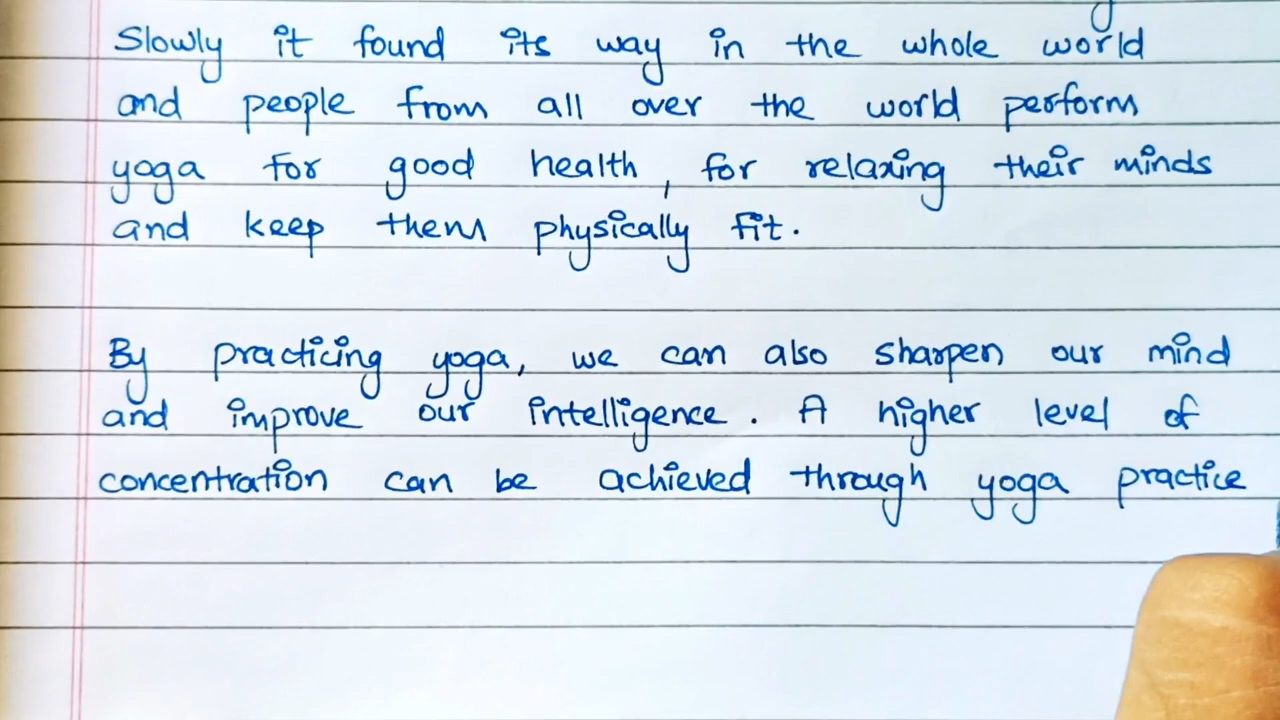 Slowly it found its way in the whole world
and people from all over the world perform
yoga for good health, for relaxing their minds
and keep them physically fit.
By practicing yoga, we can also sharpen our mind
and improve our intelligence. A higher level of
concentration can be achieved through yoga practice